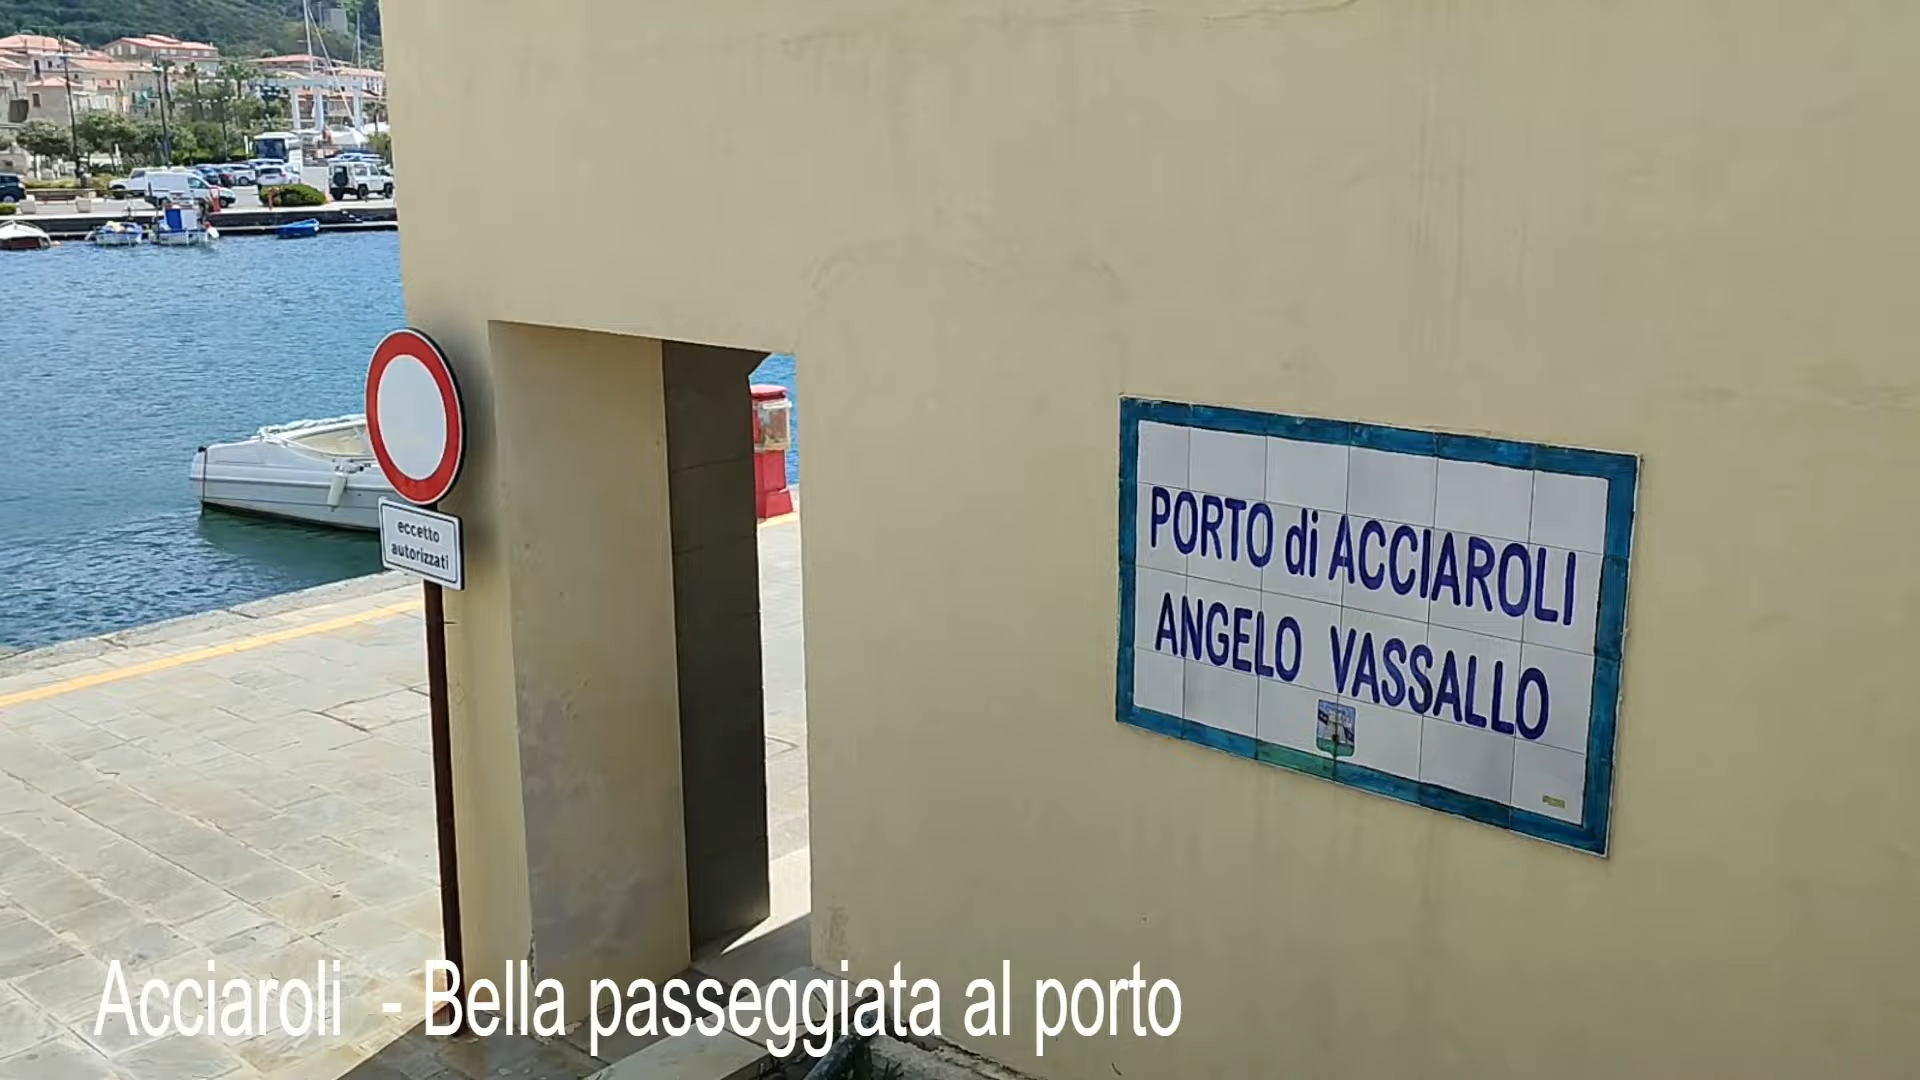 eccetto
autorizzati
PORTO di ACCIAROLI
ANGELO VASSALLO
Acciaroli - Bella passeggiata al porto